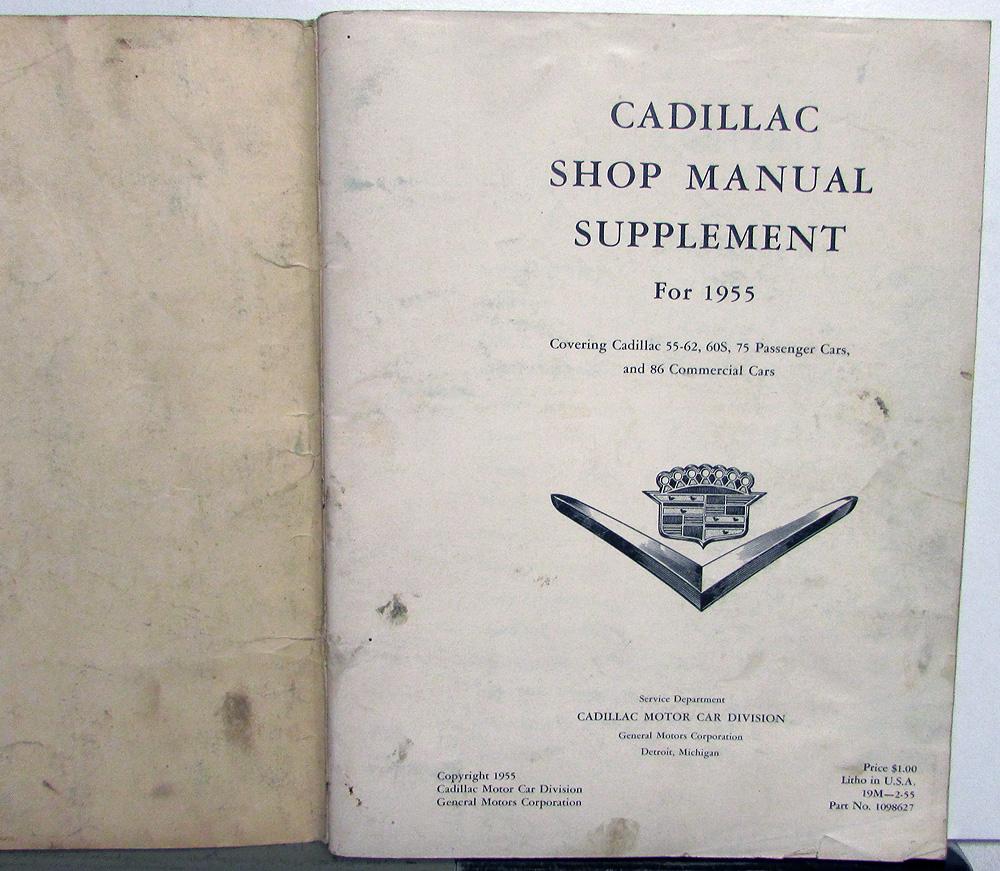 CADILLAC
SHOP MANUAL
SUPPLEMENT
For 1955
Covering Cadillac 55-62, 60S, 75 Passenger Cars,
and 86 Commercial Cars
Service Department
CADILLAC MOTOR CAR DIVISION
General Motors Corporation
Detroit, Michigan
Copyright 1955
Cadillac Motor Car Division
General Motors Corporation
Price $1.00
Litho in U.S.A.
19M—2-55
Part No. 1098627